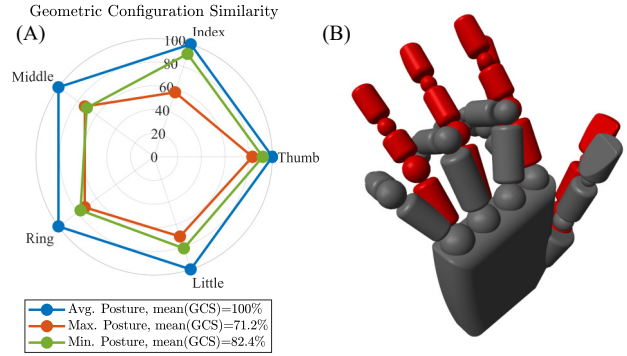 Geometric Configuration Similarity
(A)
(B)
Index
100
80
60
40
20
0
Middle
Thumb
Ring
Little
Avg. Posture, mean(GCS)=100%
Max. Posture, mean(GCS)=71.2%
Min. Posture, mean(GCS)=82.4%